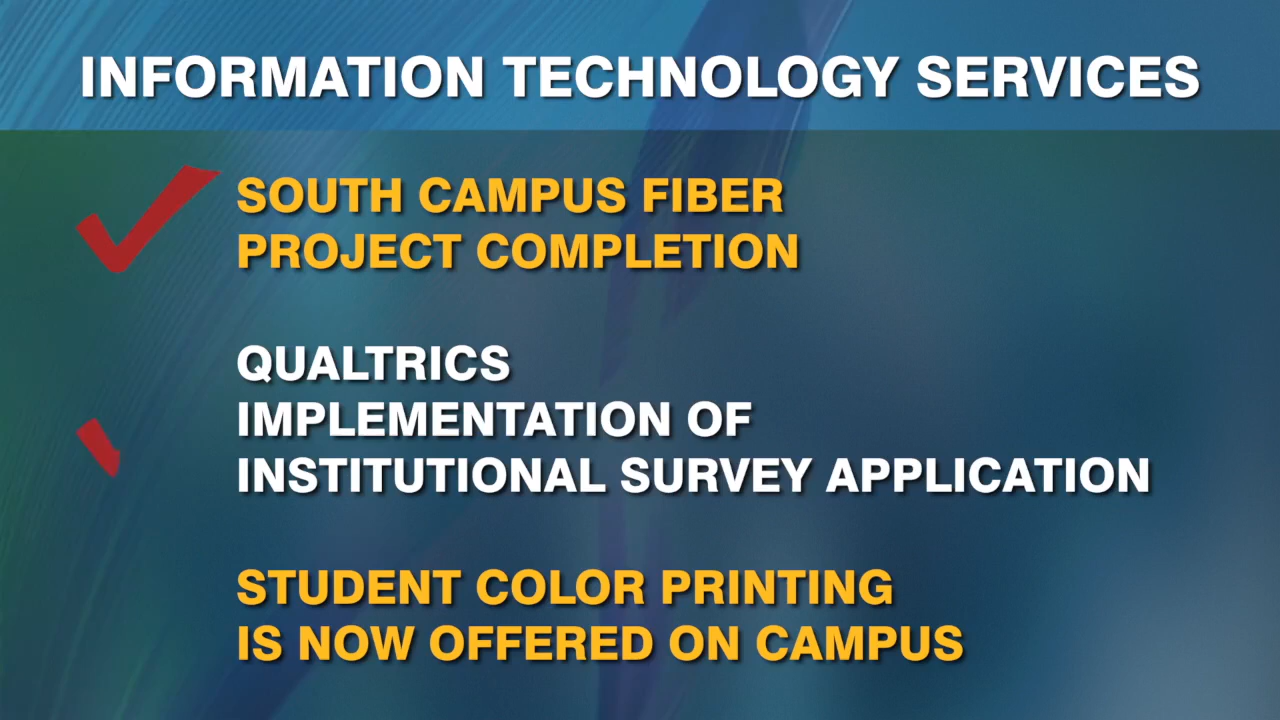 INFORMATION TECHNOLOGY SERVICES
SOUTH CAMPUS FIBER
PROJECT COMPLETION
QUALTRICS
IMPLEMENTATION OF
INSTITUTIONAL SURVEY APPLICATION
STUDENT COLOR PRINTING
IS NOW OFFERED ON CAMPUS